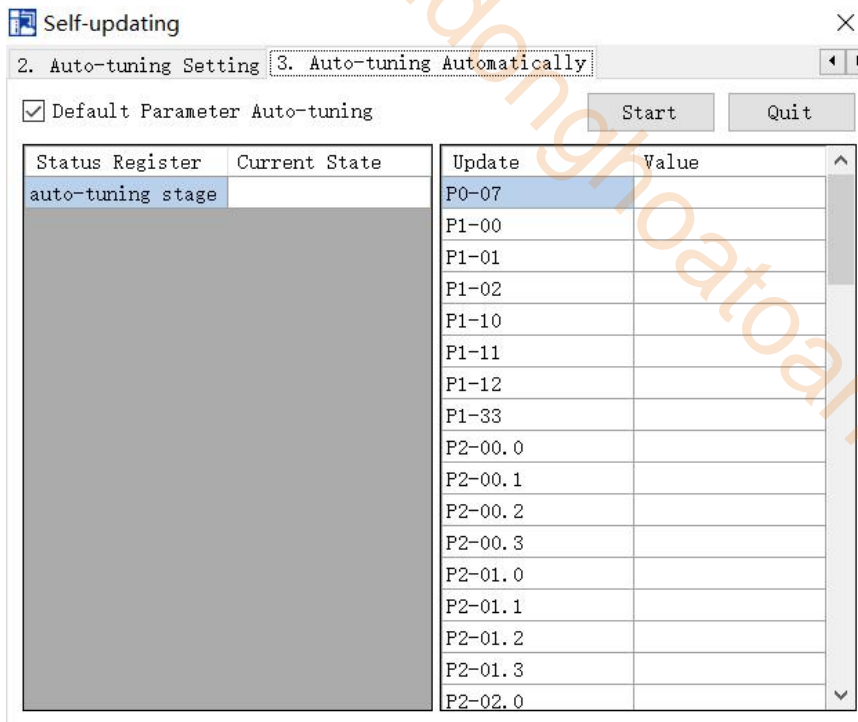 Self-updating
2. Auto-tuning Setting 3. Auto-tuning Automatically
Default Parameter Auto-tuning Start Quit
Status Register Current State Update Value
auto-tuning stage P0-07
P1-00
P1-01
P1-02
P1-10
P1-11
P1-12
P1-33
P2-00.0
P2-00.1
P2-00.2
P2-00.3
P2-01.0
P2-01.1
P2-01.2
P2-01.3
P2-02.0
donghoatoan